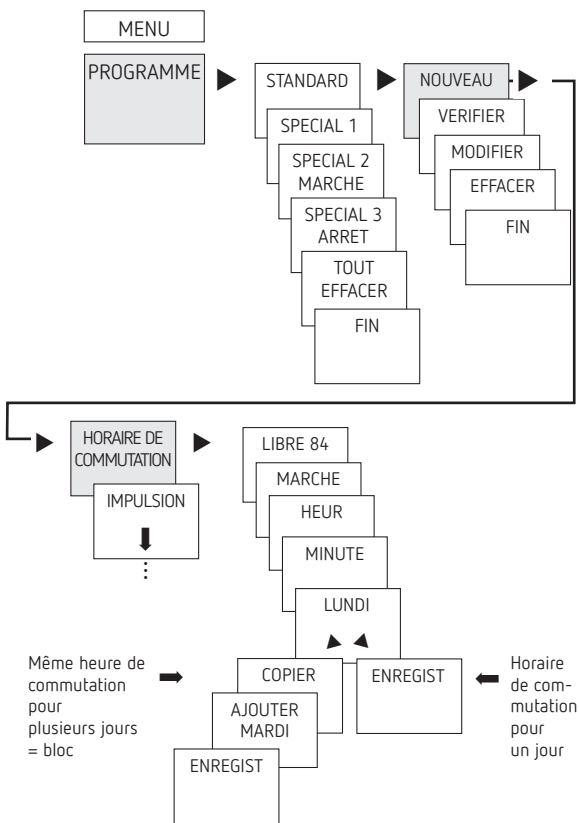 MENU
PROGRAMME
STANDARD
SPECIAL 1
SPECIAL 2
MARCHE
SPECIAL 3
ARRET
TOUT
EFFACER
FIN
NOUVEAU
VERIFIER
MODIFIER
EFFACER
FIN
HORAIRE DE
COMMUTATION
IMPULSION
LIBRE 84
MARCHE
HEUR
MINUTE
LUNDI
Même heure de
commutation
pour
plusieurs jours
= bloc
COPIER
AJOUTER
MARDI
ENREGIST
ENREGIST
Horaire
de com-
mutation
pour
un jour